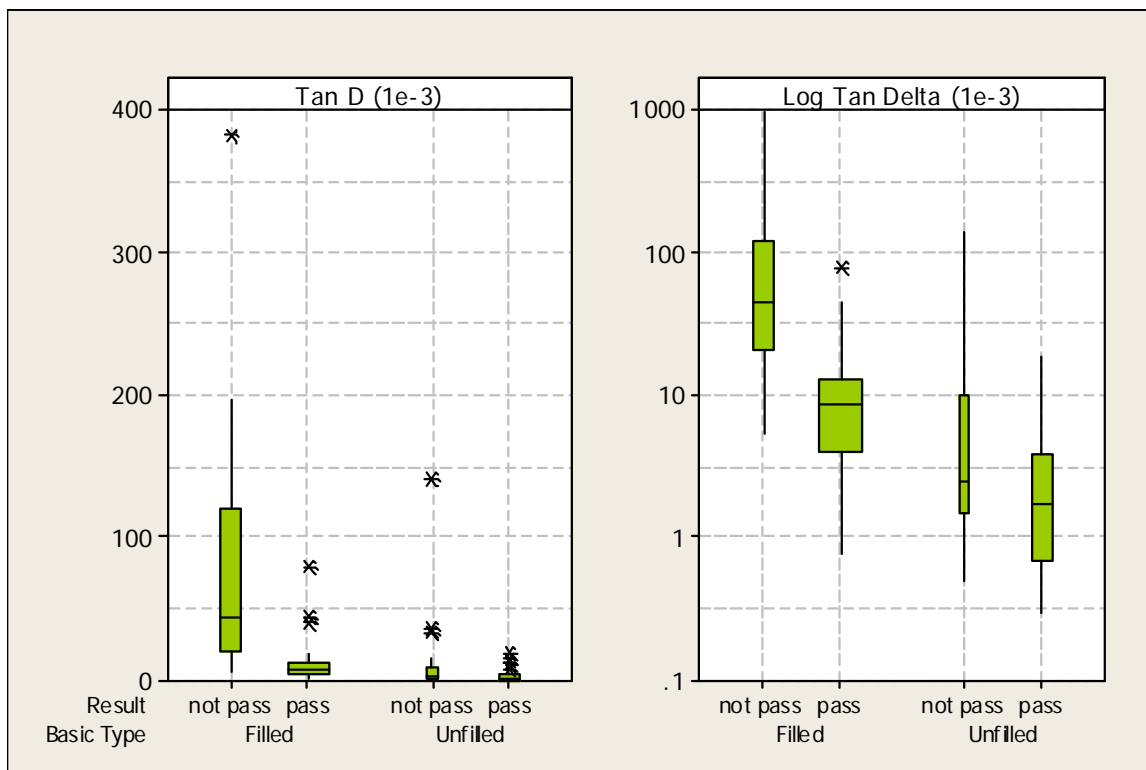 Tan D (1e-3)
Log Tan Delta (1e-3)
400
300
200
100
0
1000
100
10
1
.1
Result not pass pass not pass pass
Basic Type Filled Unfilled
not pass pass not pass pass
Filled Unfilled